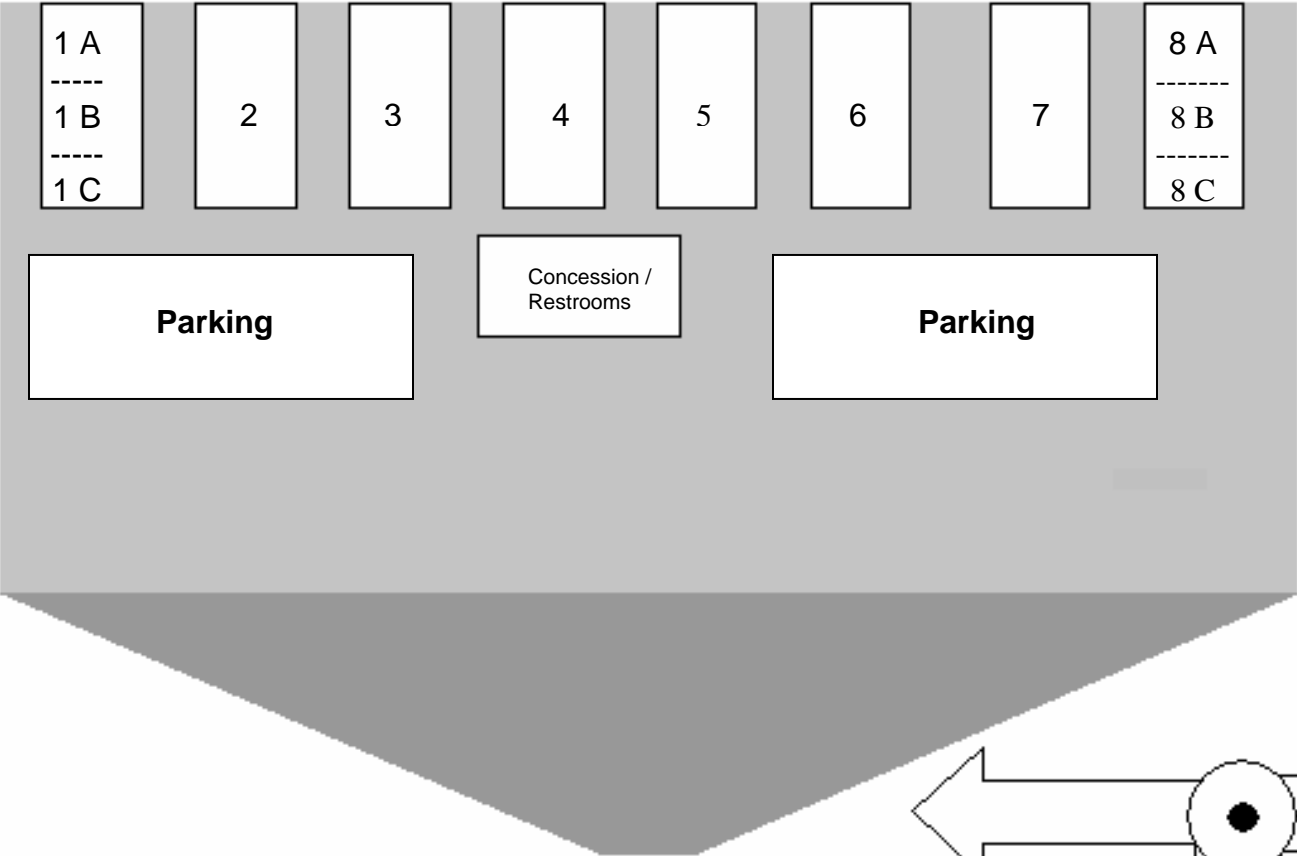 1 A
-----
1 B
-----
1 C
2
3
4
5
6
7
8 A
-------
8 B
-------
8 C
Parking
Concession /
Restrooms
Parking